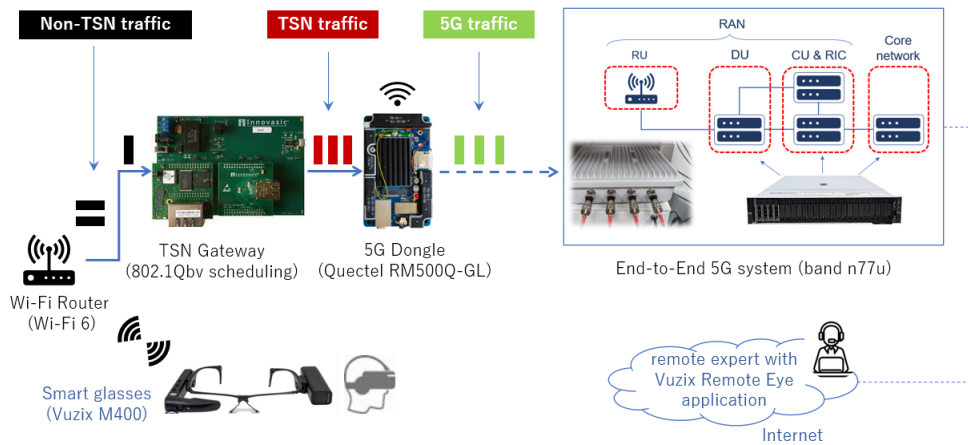 Non-TSN traffic
TSN traffic
5G traffic
RAN
RU
DU
CU & RIC
Core
network
Innovasic
TSN Gateway
(802.1Qbv scheduling)
5G Dongle
(Quectel RM500Q-GL)
End-to-End 5G system (band n77u)
Wi-Fi Router
(Wi-Fi 6)
Smart glasses
(Vuzix M400)
remote expert with
Vuzix Remote Eye
application
Internet